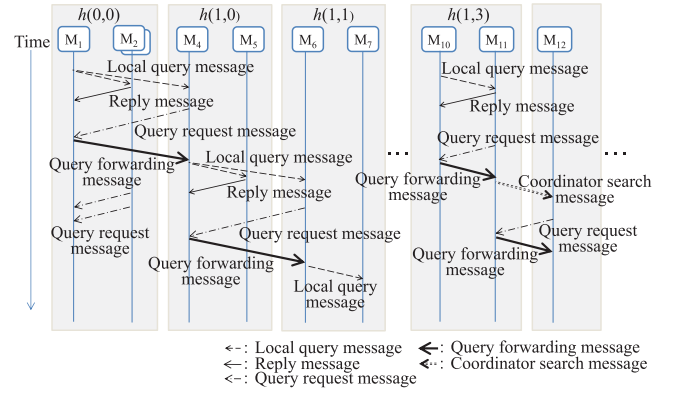 h(0,0) h(1,0) h(1,1) h(1,3)
Time M1 M2 M4 M5 M6 M7 M10 M11 M12
Local query message
Reply message
Query request message
Query forwarding
message
Local query message
Reply message
Query request message
Query request
message
Query forwarding
message
Local query
message
...
Local query message
Reply message
Query request message
Query forwarding
message
Coordinator search
message
Query request
message
Query forwarding
message
...
: Local query message
: Reply message
: Query request message
: Query forwarding message
: Coordinator search message